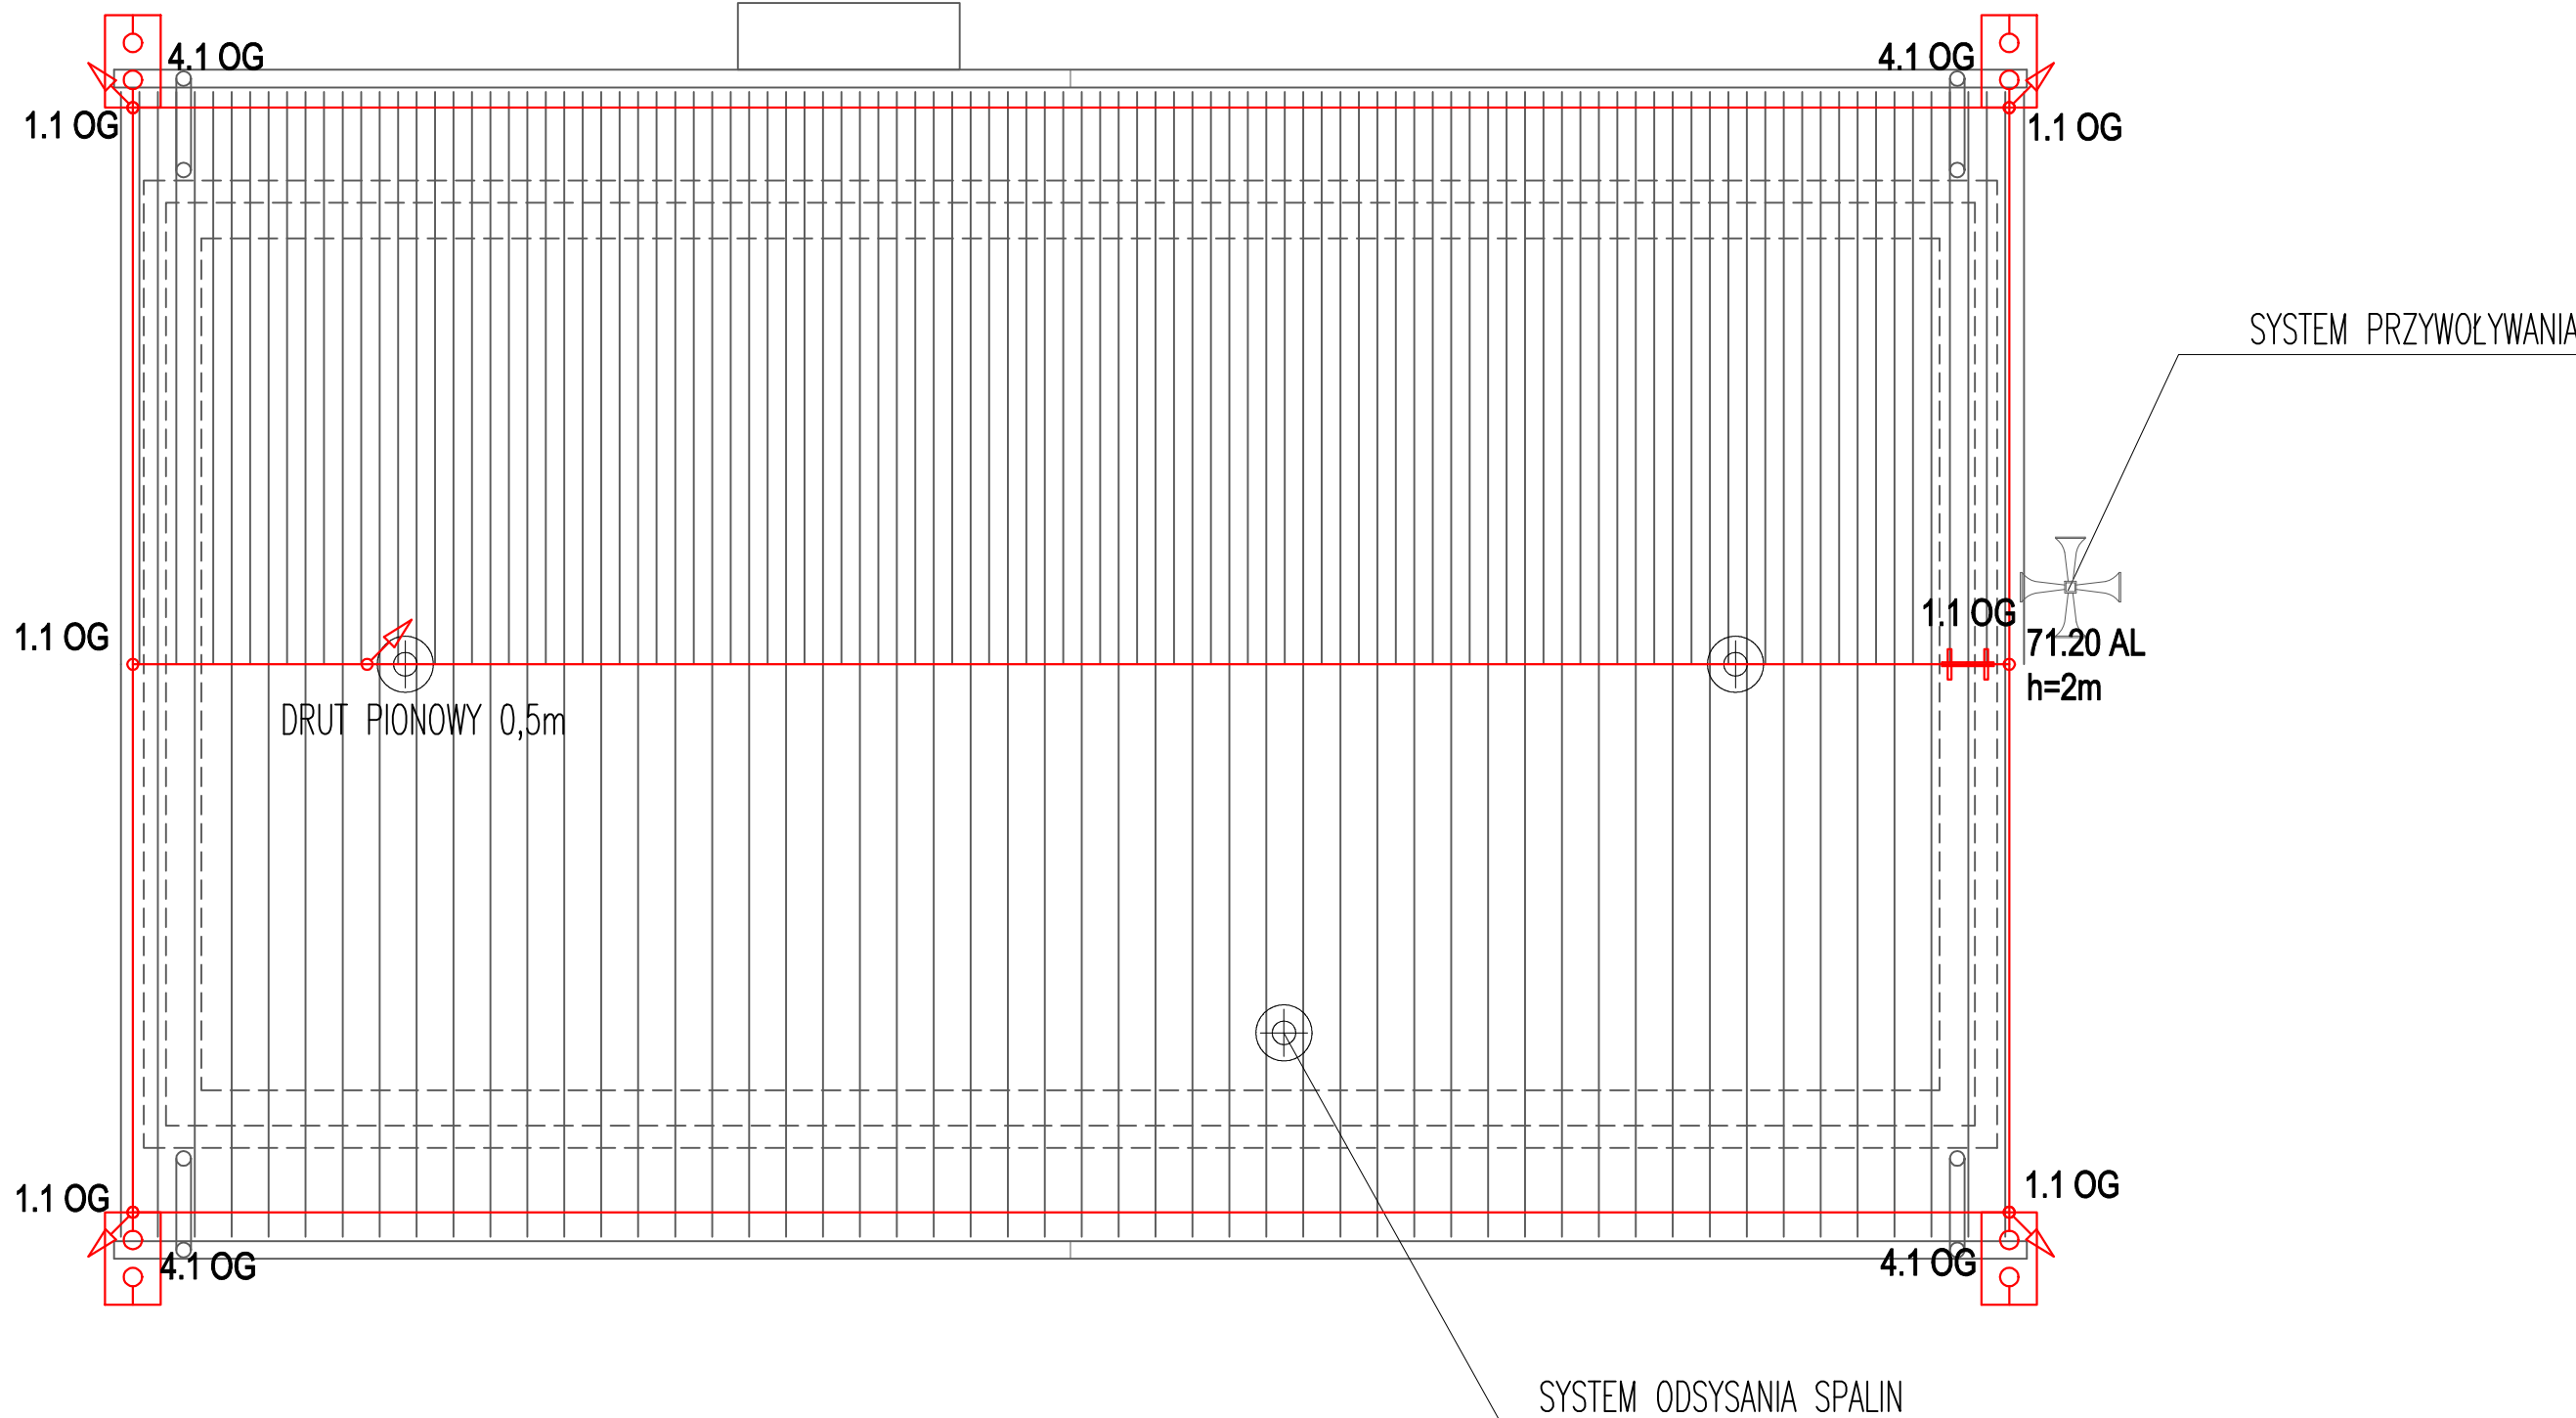 4.1 OG
4.1 OG
1.1 OG
1.1 OG
SYSTEM PRZYWOŁYWANIA
1.1 OG
1.1 OG
71.20 AL
h=2m
DRUT PIONOWY 0,5m
1.1 OG
1.1 OG
4.1 OG
4.1 OG
SYSTEM ODSYSANIA SPALIN